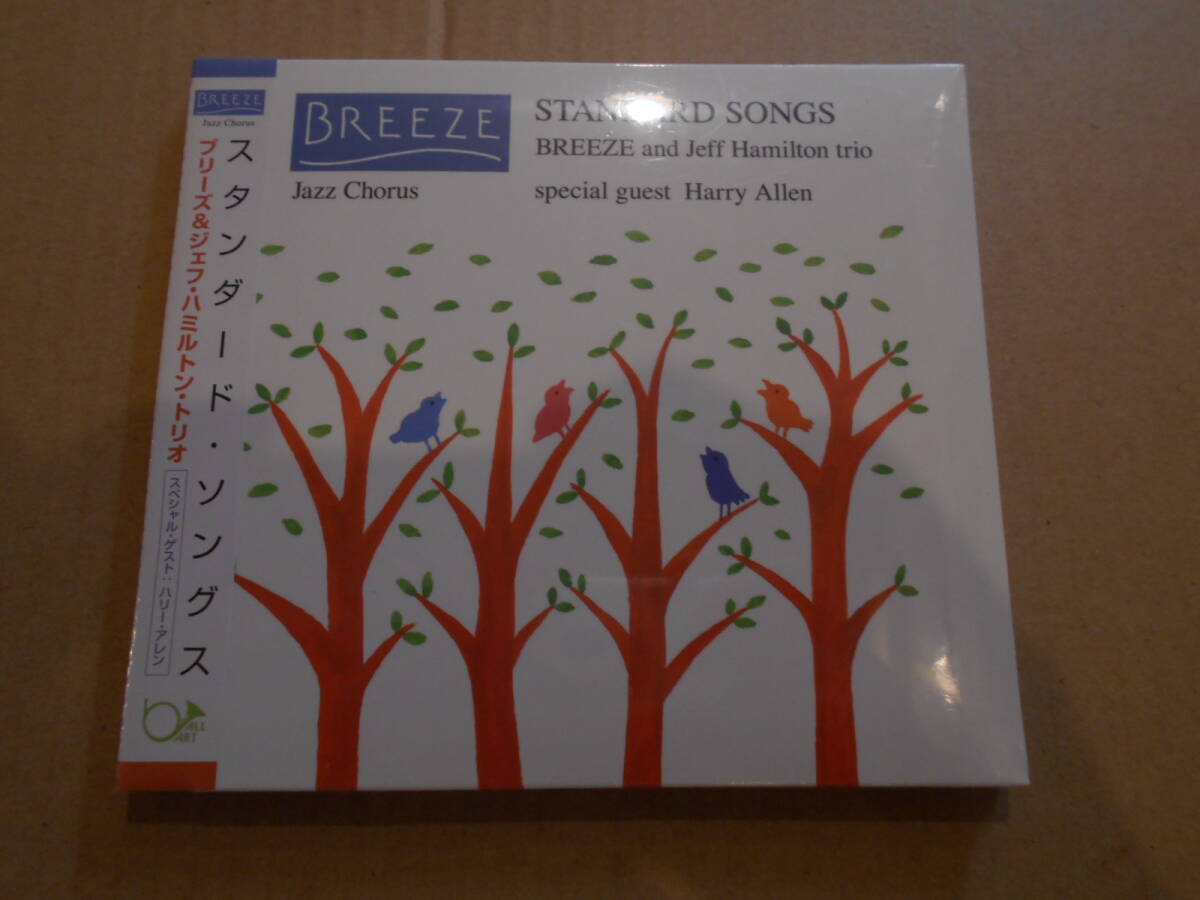 BREEZE
Jazz Chorus
スタンダード・ソングス
ブリーズ&ジェフ・ハミルトン・トリオ
スペシャル・ゲスト:ハリー・アレン
ALL
ART
BREEZE
Jazz Chorus
STANDARD SONGS
BREEZE and Jeff Hamilton trio
special guest Harry Allen